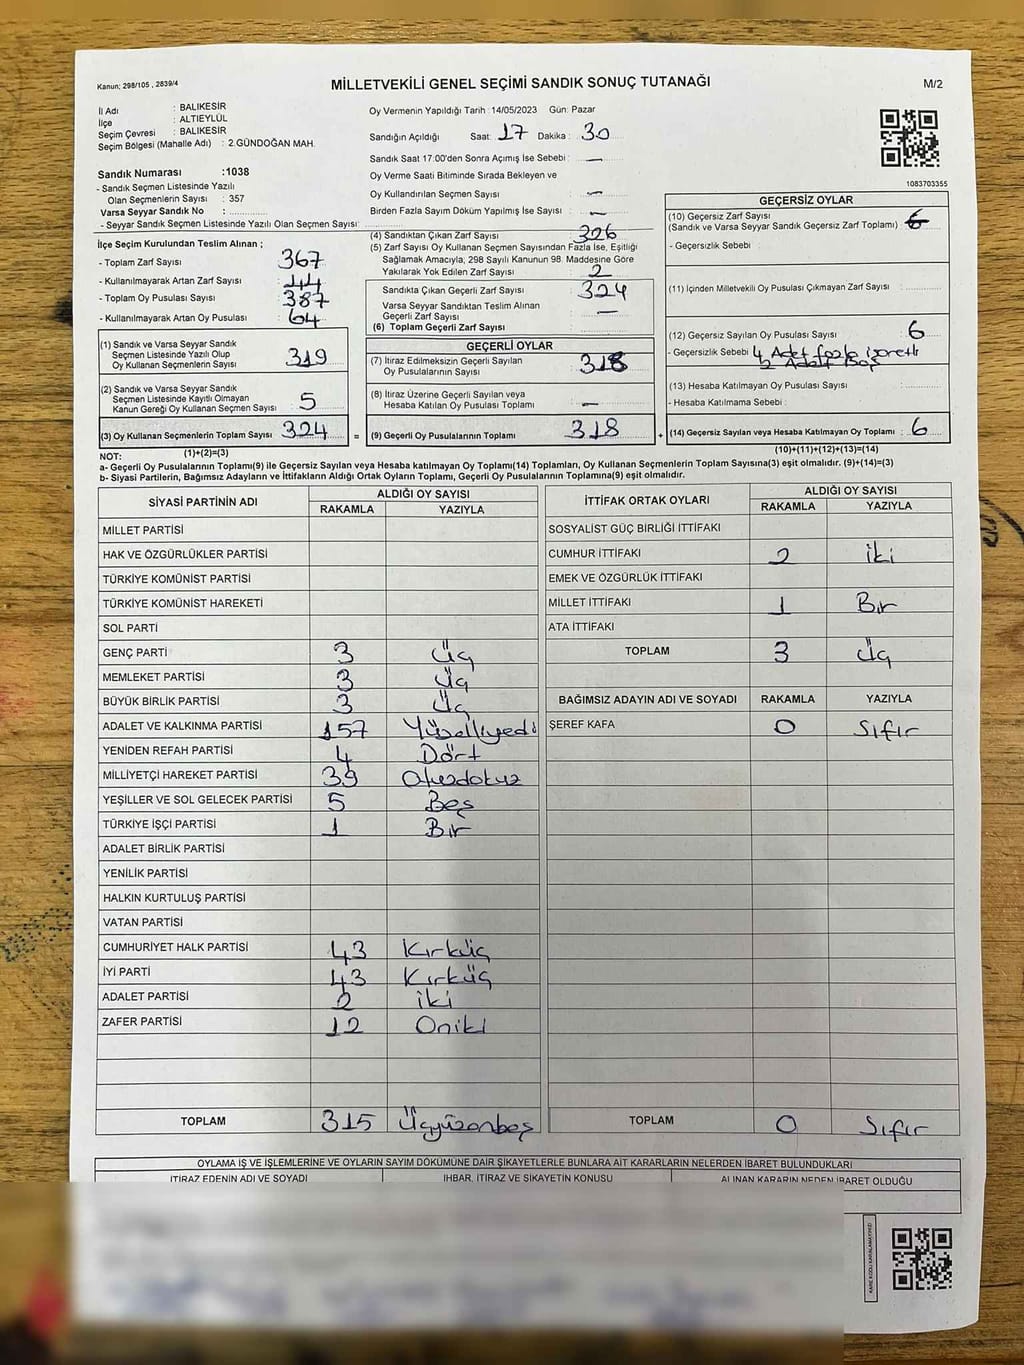 Kanun; 298/105 , 2839/4
MİLLETVEKİLİ GENEL SEÇİMİ SANDIK SONUÇ TUTANAĞI
M/2
İl Adı : BALIKESİR
İlçe : ALTIEYLÜL
Seçim Çevresi : BALIKESİR
Seçim Bölgesi (Mahalle Adı) : 2.GÜNDOĞAN MAH.
Sandık Numarası :1038
- Sandık Seçmen Listesinde Yazılı
Olan Seçmenlerin Sayısı : 357
Varsa Seyyar Sandık No :
- Seyyar Sandık Seçmen Listesinde Yazılı Olan Seçmen Sayısı:
Oy Vermenin Yapıldığı Tarih : 14/05/2023 Gün: Pazar
Sandığın Açıldığı Saat: 17 Dakika : 30
Sandık Saat 17:00'den Sonra Açımış İse Sebebi : —
Oy Verme Saati Bitiminde Sırada Bekleyen ve
Oy Kullandırılan Seçmen Sayısı : —
Birden Fazla Sayım Döküm Yapılmış İse Sayısı : —
1083703355
İlçe Seçim Kurulundan Teslim Alınan ;
- Toplam Zarf Sayısı : 367
- Kullanılmayarak Artan Zarf Sayısı : 44
- Toplam Oy Pusulası Sayısı : 387
- Kullanılmayarak Artan Oy Pusulası : 64
(4) Sandıktan Çıkan Zarf Sayısı : 326
(5) Zarf Sayısı Oy Kullanan Seçmen Sayısından Fazla İse, Eşitliği
Sağlamak Amacıyla; 298 Sayılı Kanunun 98. Maddesine Göre
Yakılarak Yok Edilen Zarf Sayısı : 2
Sandıkta Çıkan Geçerli Zarf Sayısı : 324
Varsa Seyyar Sandıktan Teslim Alınan
Geçerli Zarf Sayısı : —
(6) Toplam Geçerli Zarf Sayısı :
GEÇERSİZ OYLAR
(10) Geçersiz Zarf Sayısı
(Sandık ve Varsa Seyyar Sandık Geçersiz Zarf Toplamı) : 6
- Geçersizlik Sebebi :
(11) İçinden Milletvekili Oy Pusulası Çıkmayan Zarf Sayısı :
(12) Geçersiz Sayılan Oy Pusulası Sayısı : 6
- Geçersizlik Sebebi : 4 Adet fazla işaretli
2 Adet Boş
(13) Hesaba Katılmayan Oy Pusulası Sayısı :
- Hesaba Katılmama Sebebi :
(14) Geçersiz Sayılan veya Hesaba Katılmayan Oy Toplamı : 6
(10)+(11)+(12)+(13)=(14)
(1) Sandık ve Varsa Seyyar Sandık
Seçmen Listesinde Yazılı Olup
Oy Kullanan Seçmenlerin Sayısı : 319
(2) Sandık ve Varsa Seyyar Sandık
Seçmen Listesinde Kayıtlı Olmayan
Kanun Gereği Oy Kullanan Seçmen Sayısı : 5
(3) Oy Kullanan Seçmenlerin Toplam Sayısı : 324 =
(1)+(2)=(3)
GEÇERLİ OYLAR
(7) İtiraz Edilmeksizin Geçerli Sayılan
Oy Pusulalarının Sayısı : 318
(8) İtiraz Üzerine Geçerli Sayılan veya
Hesaba Katılan Oy Pusulası Toplamı : —
(9) Geçerli Oy Pusulalarının Toplamı : 318 +
NOT:
a- Geçerli Oy Pusulalarının Toplamı(9) ile Geçersiz Sayılan veya Hesaba katılmayan Oy Toplamı(14) Toplamları, Oy Kullanan Seçmenlerin Toplam Sayısına(3) eşit olmalıdır. (9)+(14)=(3)
b- Siyasi Partilerin, Bağımsız Adayların ve İttifakların Aldığı Ortak Oyların Toplamı, Geçerli Oy Pusulalarının Toplamına(9) eşit olmalıdır.
SİYASİ PARTİNİN ADI ALDIĞI OY SAYISI
RAKAMLA YAZIYLA
MİLLET PARTİSİ
HAK VE ÖZGÜRLÜKLER PARTİSİ
TÜRKİYE KOMÜNİST PARTİSİ
TÜRKİYE KOMÜNİST HAREKETİ
SOL PARTİ
GENÇ PARTİ 3 Üç
MEMLEKET PARTİSİ 3 Üç
BÜYÜK BİRLİK PARTİSİ 3 Üç
ADALET VE KALKINMA PARTİSİ 157 Yüzelliyedi
YENİDEN REFAH PARTİSİ 4 Dört
MİLLİYETÇİ HAREKET PARTİSİ 39 Otuzdokuz
YEŞİLLER VE SOL GELECEK PARTİSİ 5 Beş
TÜRKİYE İŞÇİ PARTİSİ 1 Bir
ADALET BİRLİK PARTİSİ
YENİLİK PARTİSİ
HALKIN KURTULUŞ PARTİSİ
VATAN PARTİSİ
CUMHURİYET HALK PARTİSİ 43 Kırküç
İYİ PARTİ 43 Kırküç
ADALET PARTİSİ 2 İki
ZAFER PARTİSİ 12 Oniki
TOPLAM 315 Üçyüzonbeş
İTTİFAK ORTAK OYLARI ALDIĞI OY SAYISI
RAKAMLA YAZIYLA
SOSYALİST GÜÇ BİRLİĞİ İTTİFAKI
CUMHUR İTTİFAKI 2 İki
EMEK VE ÖZGÜRLÜK İTTİFAKI
MİLLET İTTİFAKI 1 Bir
ATA İTTİFAKI
TOPLAM 3 Üç
BAĞIMSIZ ADAYIN ADI VE SOYADI RAKAMLA YAZIYLA
ŞEREF KAFA 0 Sıfır
TOPLAM 0 Sıfır
OYLAMA İŞ VE İŞLEMLERİNE VE OYLARIN SAYIM DÖKÜMÜNE DAİR ŞİKAYETLERLE BUNLARA AİT KARARLARIN NELERDEN İBARET BULUNDUKLARI
İTİRAZ EDENİN ADI VE SOYADI İHBAR, İTİRAZ VE ŞİKAYETİN KONUSU ALINAN KARARIN NEDEN İBARET OLDUĞU
KARE KODU KARALAMAYINIZ!